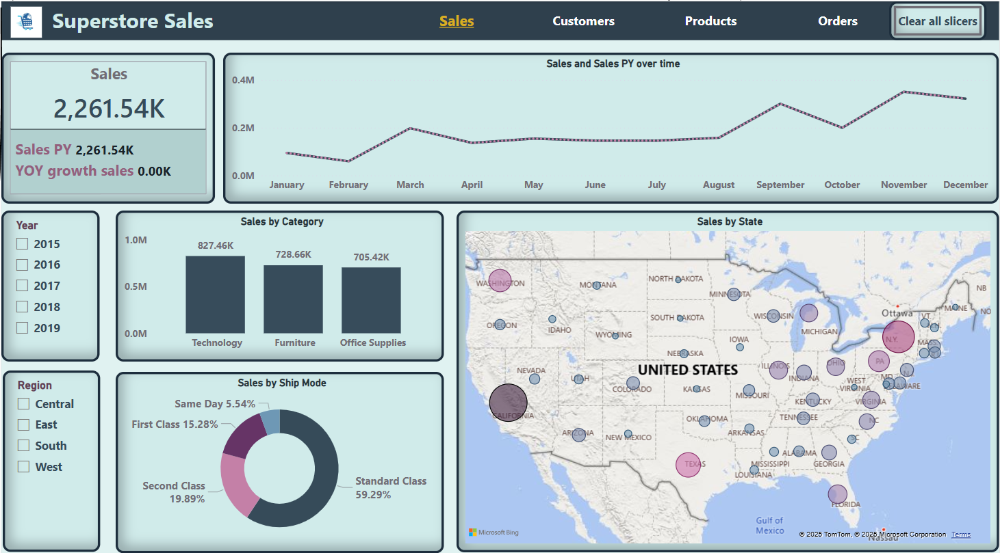 Superstore Sales
Sales
Customers
Products
Orders
Clear all slicers
Sales
2,261.54K
Sales PY 2,261.54K
YOY growth sales 0.00K
Sales and Sales PY over time
0.4M
0.2M
0.0M
January
February
March
April
May
June
July
August
September
October
November
December
Year
2015
2016
2017
2018
2019
Region
Central
East
South
West
Sales by Category
1.0M
0.5M
0.0M
827.46K
728.66K
705.42K
Technology
Furniture
Office Supplies
Sales by Ship Mode
Same Day 5.54%
First Class 15.28%
Second Class
19.89%
Standard Class
59.29%
Sales by State
WASHINGTON
MONTANA
NORTH DAKOTA
MINNESOTA
NB
OREGON
IDAHO
SOUTH DAKOTA
WISCONSIN
MICHIGAN
Ottawa
VT.
MAINE
NO
WYOMING
IOWA
N.Y.
MASS.
NEBRASKA
NEVADA
UTAH
COLORADO
UNITED STATES
KANSAS
MISSOURI
ILLINOIS
INDIANA
OHIO
PA
WEST
VIRGINIA
MD
DELAWARE
KENTUCKY
VIRGINIA
CALIFORNIA
ARIZONA
NEW MEXICO
OKLAHOMA
ARKANSAS
TENNESSEE
NC
SC
TEXAS
LOUISIANA
MISSISSIPPI
ALABAMA
GEORGIA
FLORIDA
Gulf of
Mexico
Nassau
Microsoft Bing
© 2025 TomTom, © 2025 Microsoft Corporation Terms